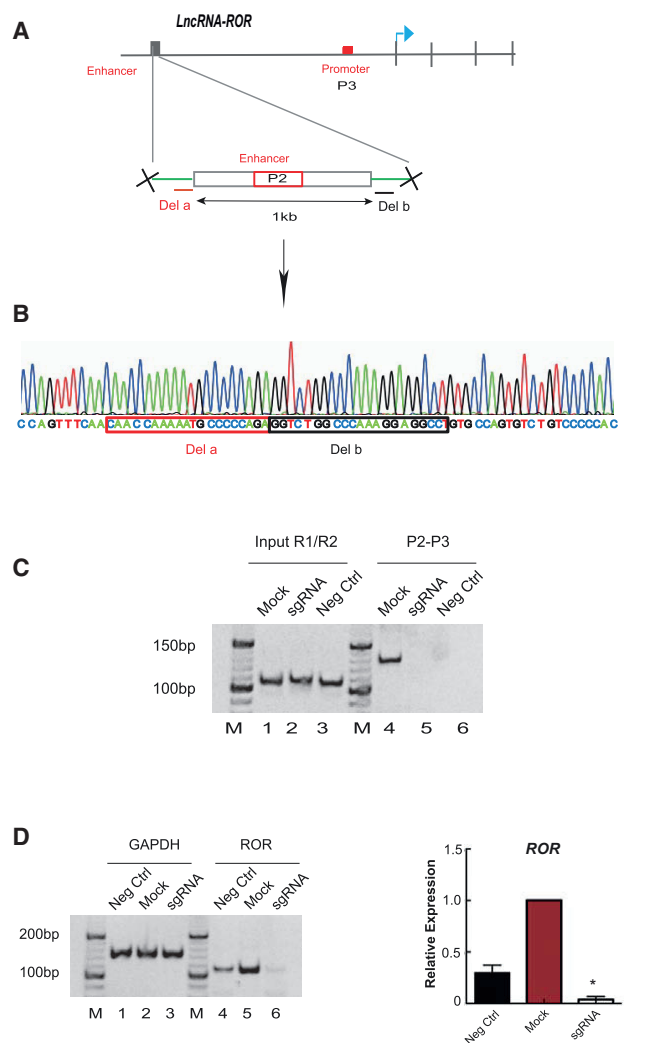 A
LncRNA-ROR
Enhancer
Promoter
P3
Enhancer
P2
Del a
Del b
1kb
B
CCAGTTTCAACAACCAAAAATGCCCCCAGAGGTCTGGCCCAAAGGAGGCCTGTGCCAGTGTCTGTCCCCCAC
Del a
Del b
C
Input R1/R2
P2-P3
Mock
sgRNA
Neg Ctrl
Mock
sgRNA
Neg Ctrl
150bp
100bp
M 1 2 3 M 4 5 6
D
GAPDH
ROR
Neg Ctrl
Mock
sgRNA
Neg Ctrl
Mock
sgRNA
200bp
100bp
M 1 2 3 M 4 5 6
ROR
Relative Expression
1.5
1.0
0.5
0
*
Neg Ctrl
Mock
sgRNA